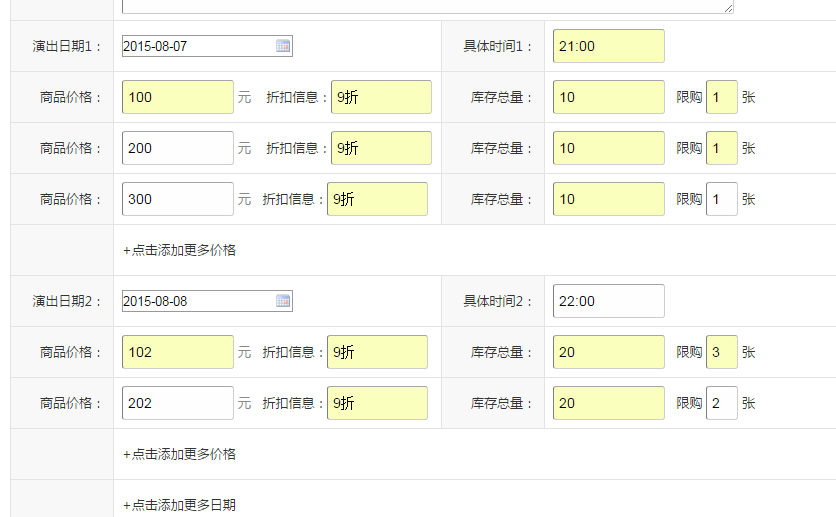 演出日期1： 2015-08-07 具体时间1： 21:00
商品价格： 100 元 折扣信息： 9折 库存总量： 10 限购 1 张
商品价格： 200 元 折扣信息： 9折 库存总量： 10 限购 1 张
商品价格： 300 元 折扣信息： 9折 库存总量： 10 限购 1 张
+点击添加更多价格
演出日期2： 2015-08-08 具体时间2： 22:00
商品价格： 102 元 折扣信息： 9折 库存总量： 20 限购 3 张
商品价格： 202 元 折扣信息： 9折 库存总量： 20 限购 2 张
+点击添加更多价格
+点击添加更多日期